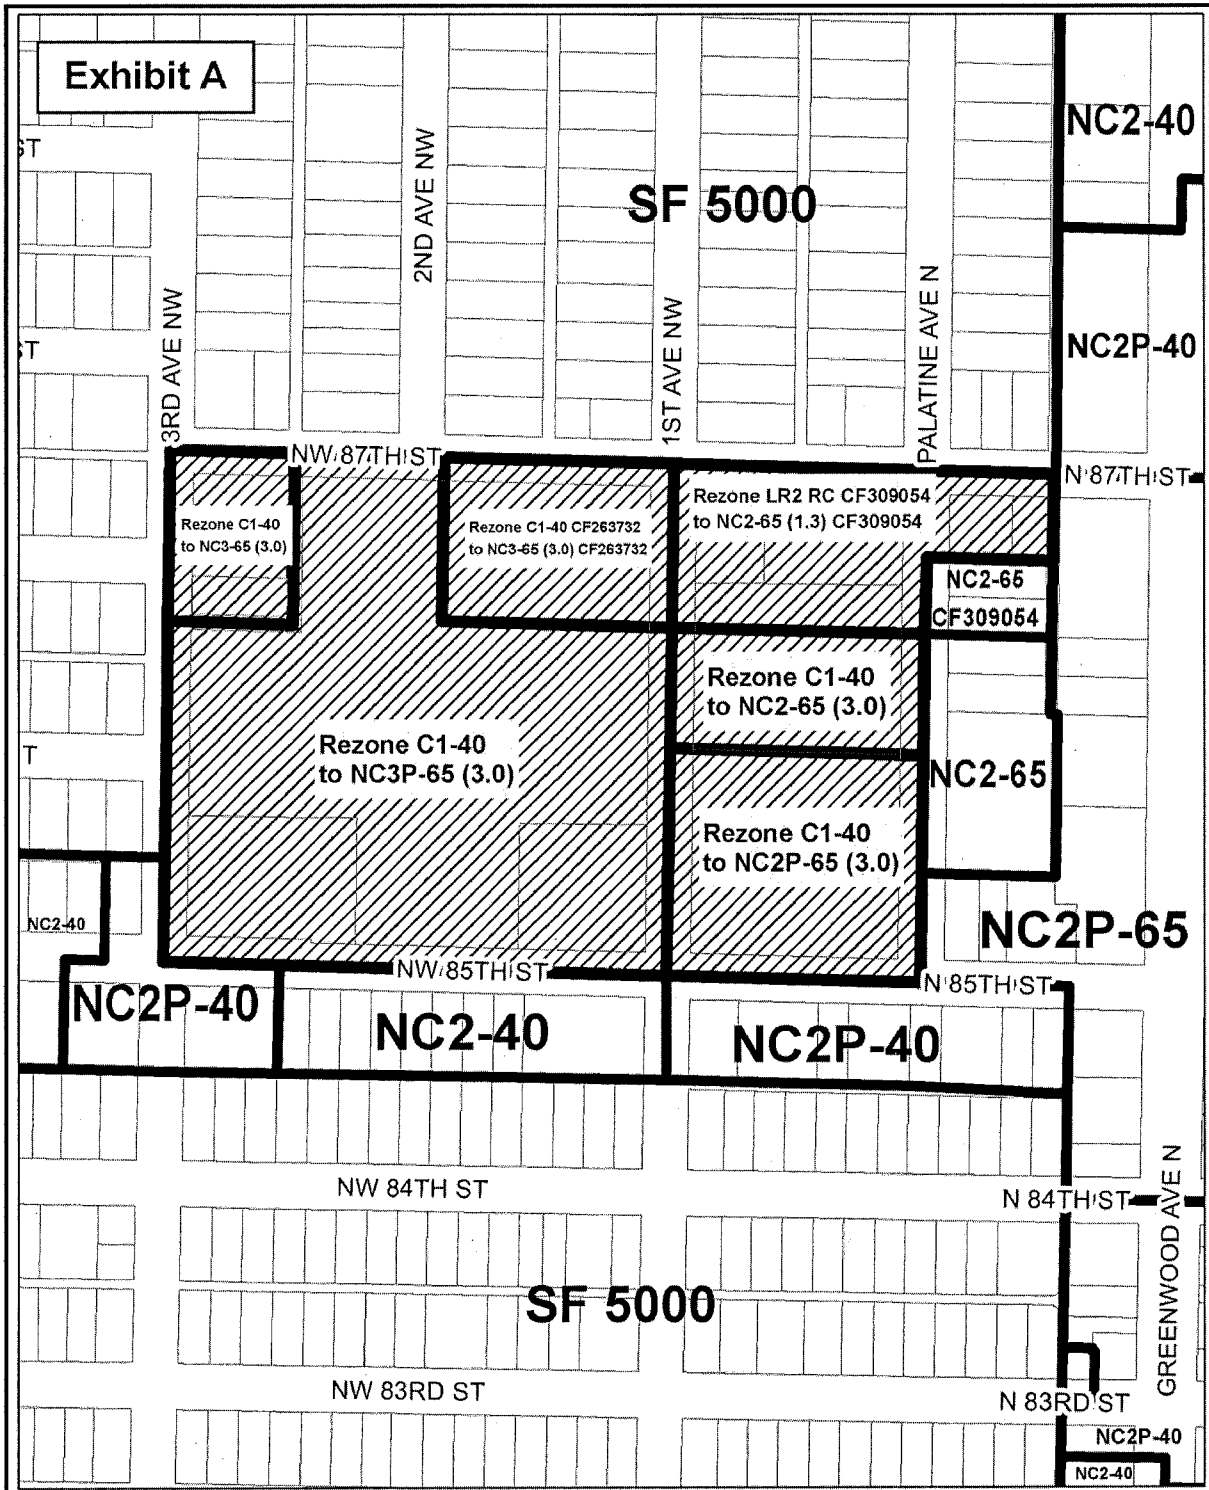 Exhibit A
ST
2ND AVE NW
SF 5000
NC2-40
3RD AVE NW
1ST AVE NW
PALATINE AVE N
NC2P-40
ST
NW 87TH ST
N 87TH ST
Rezone C1-40
to NC3-65 (3.0)
Rezone C1-40 CF263732
to NC3-65 (3.0) CF263732
Rezone LR2 RC CF309054
to NC2-65 (1.3) CF309054
NC2-65
CF309054
Rezone C1-40
to NC2-65 (3.0)
Rezone C1-40
to NC3P-65 (3.0)
T
NC2-65
Rezone C1-40
to NC2P-65 (3.0)
NC2-40
NC2P-65
NW 85TH ST
N 85TH ST
NC2P-40
NC2-40
NC2P-40
NW 84TH ST
N 84TH ST
GREENWOOD AVE N
SF 5000
NW 83RD ST
N 83RD ST
NC2P-40
NC2-40